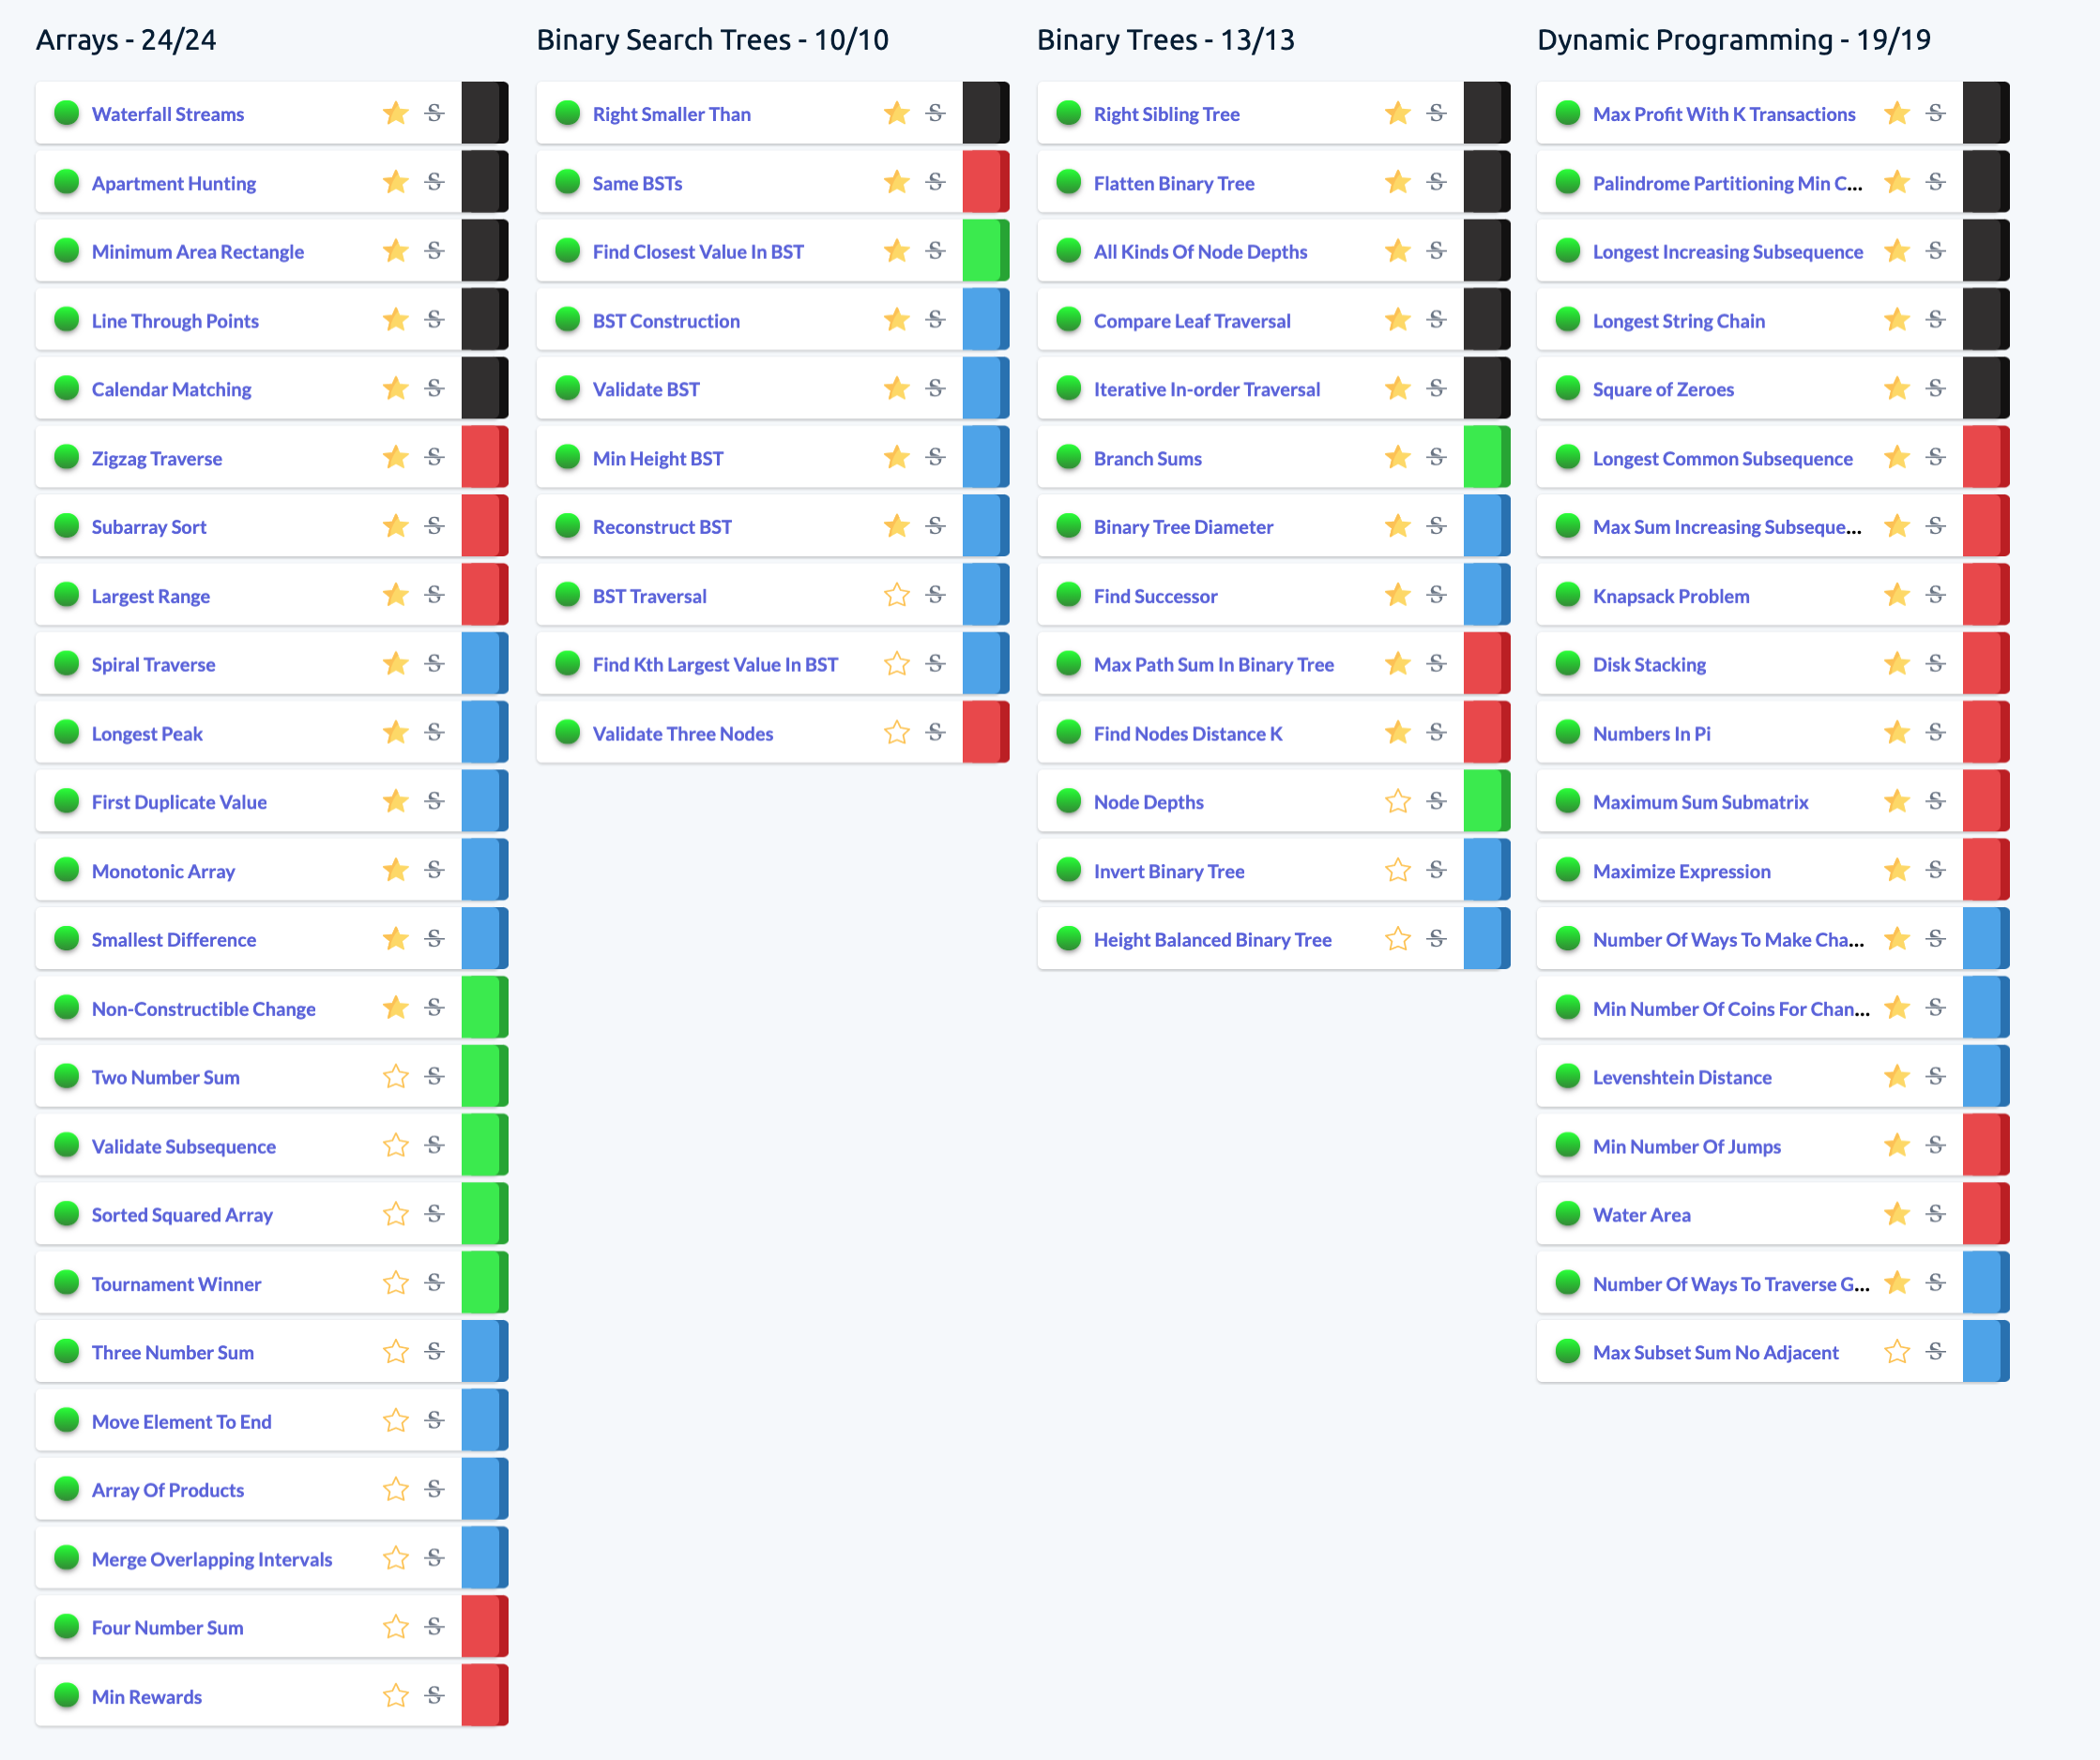 Arrays - 24/24
Waterfall Streams
Apartment Hunting
Minimum Area Rectangle
Line Through Points
Calendar Matching
Zigzag Traverse
Subarray Sort
Largest Range
Spiral Traverse
Longest Peak
First Duplicate Value
Monotonic Array
Smallest Difference
Non-Constructible Change
Two Number Sum
Validate Subsequence
Sorted Squared Array
Tournament Winner
Three Number Sum
Move Element To End
Array Of Products
Merge Overlapping Intervals
Four Number Sum
Min Rewards
Binary Search Trees - 10/10
Right Smaller Than
Same BSTs
Find Closest Value In BST
BST Construction
Validate BST
Min Height BST
Reconstruct BST
BST Traversal
Find Kth Largest Value In BST
Validate Three Nodes
Binary Trees - 13/13
Right Sibling Tree
Flatten Binary Tree
All Kinds Of Node Depths
Compare Leaf Traversal
Iterative In-order Traversal
Branch Sums
Binary Tree Diameter
Find Successor
Max Path Sum In Binary Tree
Find Nodes Distance K
Node Depths
Invert Binary Tree
Height Balanced Binary Tree
Dynamic Programming - 19/19
Max Profit With K Transactions
Palindrome Partitioning Min C...
Longest Increasing Subsequence
Longest String Chain
Square of Zeroes
Longest Common Subsequence
Max Sum Increasing Subseque...
Knapsack Problem
Disk Stacking
Numbers In Pi
Maximum Sum Submatrix
Maximize Expression
Number Of Ways To Make Cha...
Min Number Of Coins For Chan...
Levenshtein Distance
Min Number Of Jumps
Water Area
Number Of Ways To Traverse G...
Max Subset Sum No Adjacent